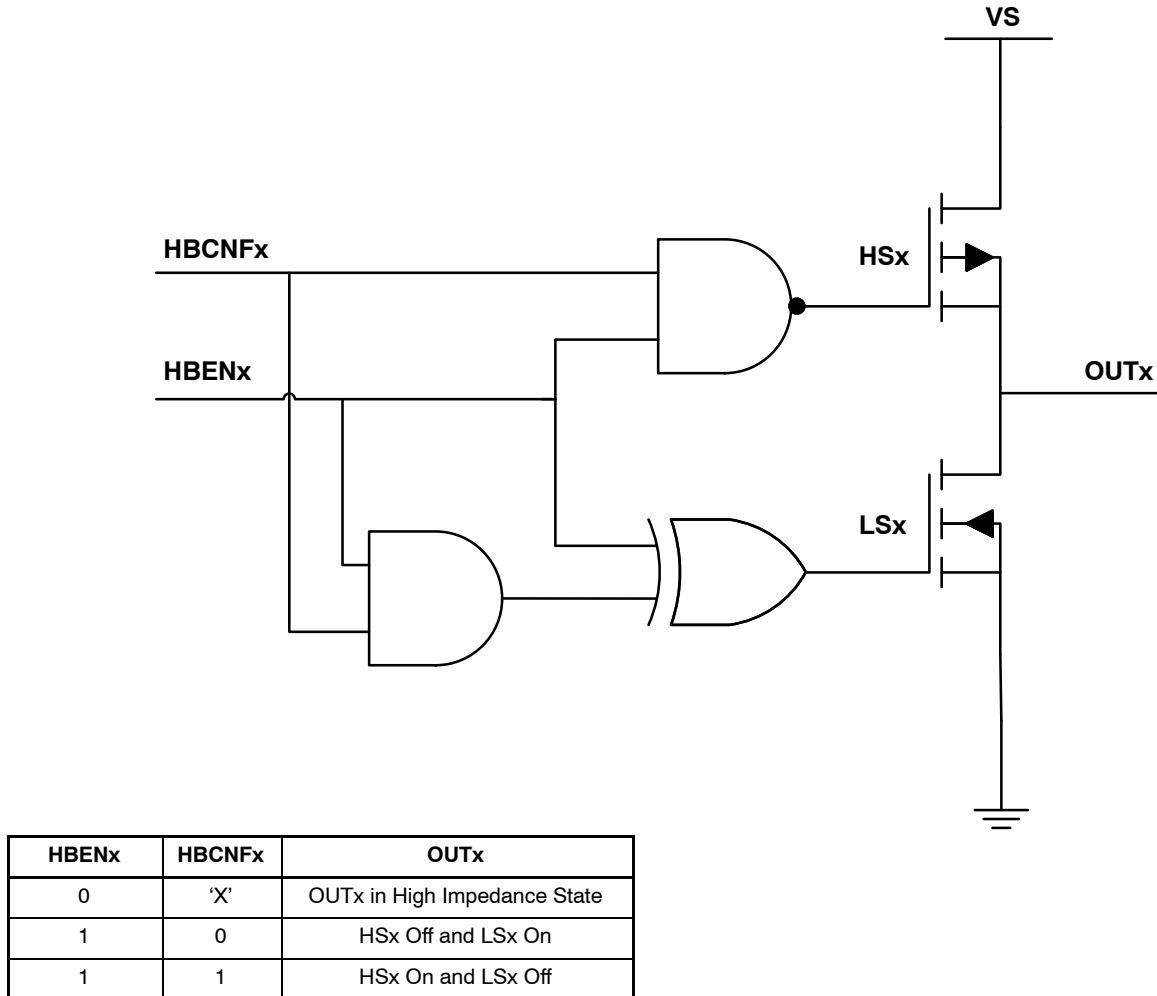 VS
HBCNFx
HSx
HBENx
OUTx
LSx
HBENx HBCNFx OUTx
0 ‘X’ OUTx in High Impedance State
1 0 HSx Off and LSx On
1 1 HSx On and LSx Off